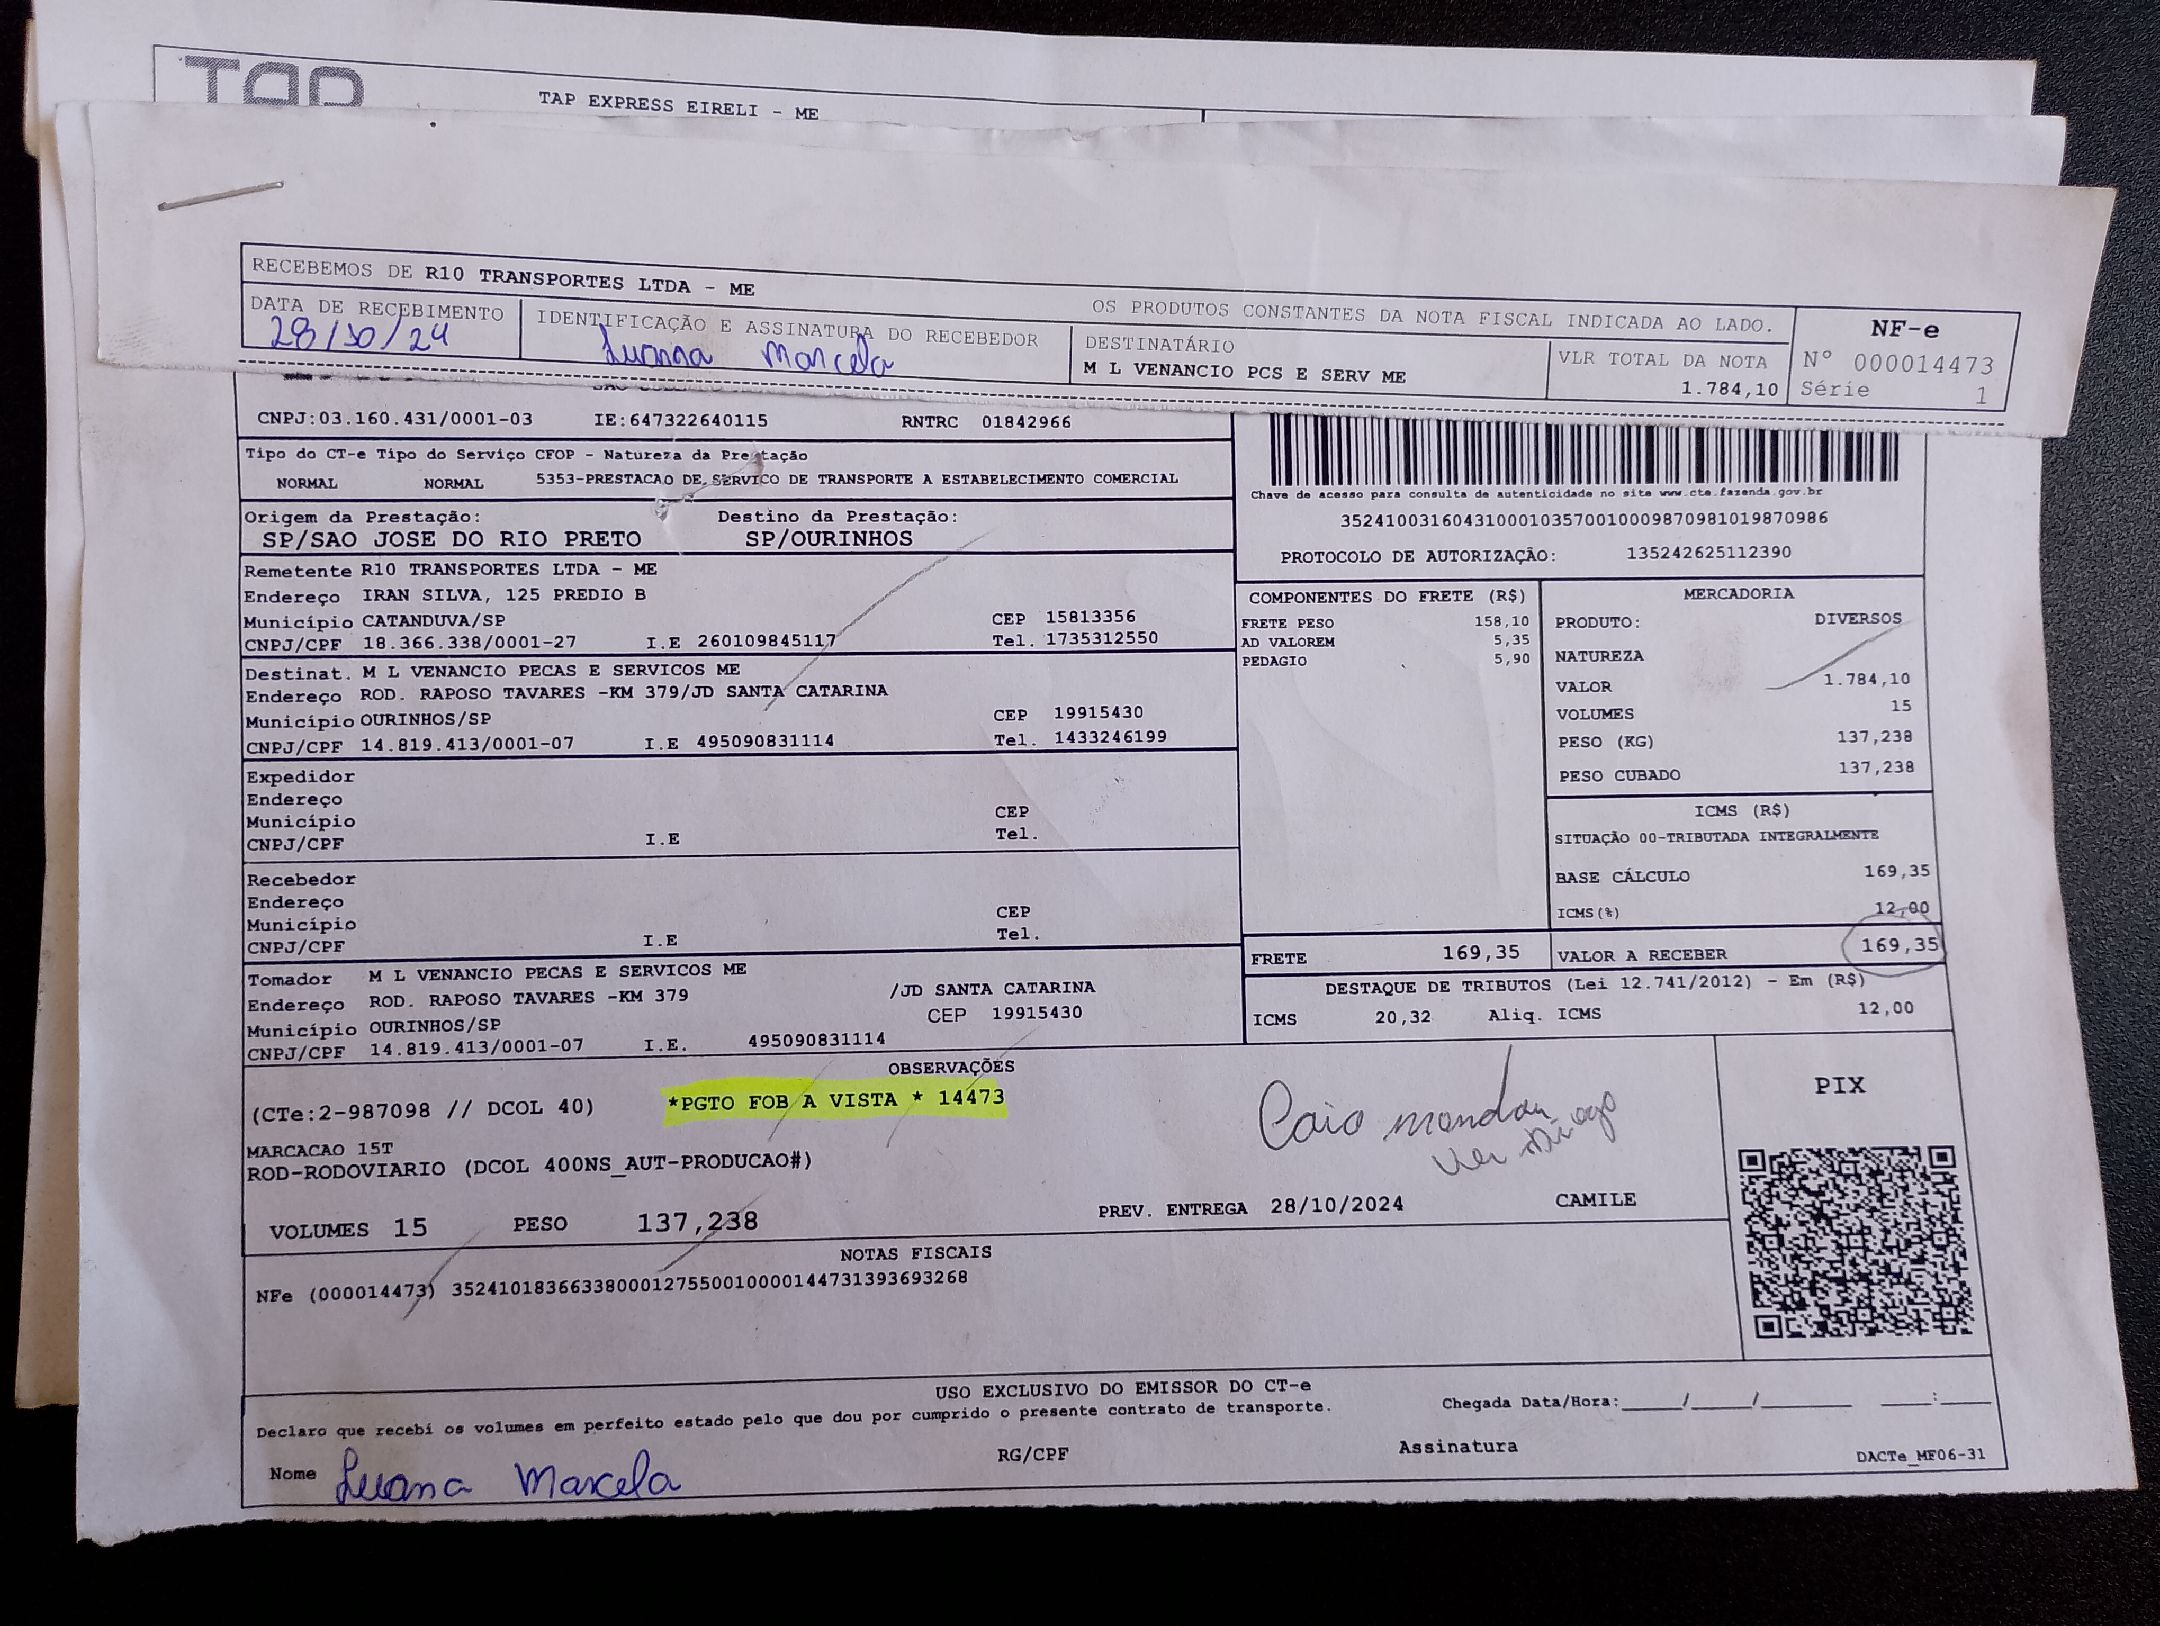 TAP
TAP EXPRESS EIRELI - ME
RECEBEMOS DE R10 TRANSPORTES LTDA - ME
OS PRODUTOS CONSTANTES DA NOTA FISCAL INDICADA AO LADO.
DATA DE RECEBIMENTO
28/10/24
IDENTIFICAÇÃO E ASSINATURA DO RECEBEDOR
Luana Marcela
DESTINATÁRIO
M L VENANCIO PCS E SERV ME
VLR TOTAL DA NOTA
1.784,10
NF-e
Nº 000014473
Série 1
CNPJ:03.160.431/0001-03 IE:647322640115 RNTRC 01842966
Tipo do CT-e Tipo do Serviço CFOP - Natureza da Prestação
NORMAL NORMAL 5353-PRESTACAO DE SERVICO DE TRANSPORTE A ESTABELECIMENTO COMERCIAL
Chave de acesso para consulta de autenticidade no site www.cte.fazenda.gov.br
35241003160431000103570010009870981019870986
PROTOCOLO DE AUTORIZAÇÃO: 135242625112390
Origem da Prestação: Destino da Prestação:
SP/SAO JOSE DO RIO PRETO SP/OURINHOS
Remetente R10 TRANSPORTES LTDA - ME
Endereço IRAN SILVA, 125 PREDIO B
Município CATANDUVA/SP CEP 15813356
CNPJ/CPF 18.366.338/0001-27 I.E 260109845117 Tel. 1735312550
Destinat. M L VENANCIO PECAS E SERVICOS ME
Endereço ROD. RAPOSO TAVARES -KM 379/JD SANTA CATARINA
Município OURINHOS/SP CEP 19915430
CNPJ/CPF 14.819.413/0001-07 I.E 495090831114 Tel. 1433246199
Expedidor
Endereço
Município CEP
CNPJ/CPF I.E Tel.
Recebedor
Endereço
Município CEP
CNPJ/CPF I.E Tel.
Tomador M L VENANCIO PECAS E SERVICOS ME
Endereço ROD. RAPOSO TAVARES -KM 379 /JD SANTA CATARINA
Município OURINHOS/SP CEP 19915430
CNPJ/CPF 14.819.413/0001-07 I.E. 495090831114
COMPONENTES DO FRETE (R$)
FRETE PESO 158,10
AD VALOREM 5,35
PEDAGIO 5,90
MERCADORIA
PRODUTO: DIVERSOS
NATUREZA
VALOR 1.784,10
VOLUMES 15
PESO (KG) 137,238
PESO CUBADO 137,238
ICMS (R$)
SITUAÇÃO 00-TRIBUTADA INTEGRALMENTE
BASE CÁLCULO 169,35
ICMS(%) 12,00
FRETE 169,35 VALOR A RECEBER 169,35
DESTAQUE DE TRIBUTOS (Lei 12.741/2012) - Em (R$)
ICMS 20,32 Aliq. ICMS 12,00
OBSERVAÇÕES
(CTe:2-987098 // DCOL 40) *PGTO FOB A VISTA * 14473
MARCACAO 15T
ROD-RODOVIARIO (DCOL 400NS_AUT-PRODUCAO#)
Caio mandou
PIX
VOLUMES 15 PESO 137,238 PREV. ENTREGA 28/10/2024 CAMILE
NOTAS FISCAIS
NFe (000014473) 35241018366338000127550010000144731393693268
USO EXCLUSIVO DO EMISSOR DO CT-e
Declaro que recebi os volumes em perfeito estado pelo que dou por cumprido o presente contrato de transporte.
Chegada Data/Hora:____/____/______ ___:___
Nome Luana Marcela RG/CPF Assinatura
DACTe_MF06-31